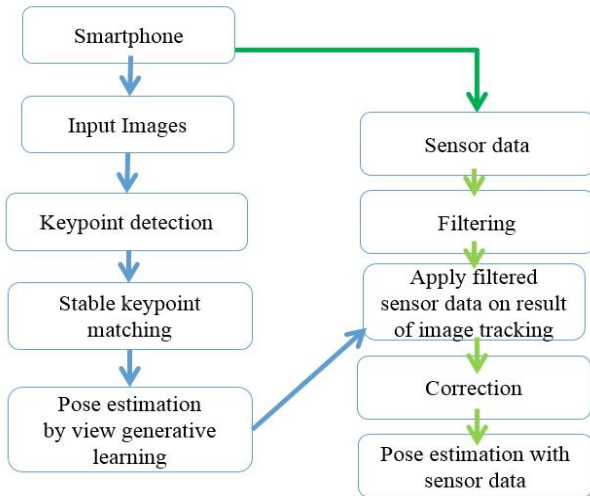 Smartphone
Input Images
Keypoint detection
Stable keypoint
matching
Pose estimation
by view generative
learning
Sensor data
Filtering
Apply filtered
sensor data on result
of image tracking
Correction
Pose estimation with
sensor data